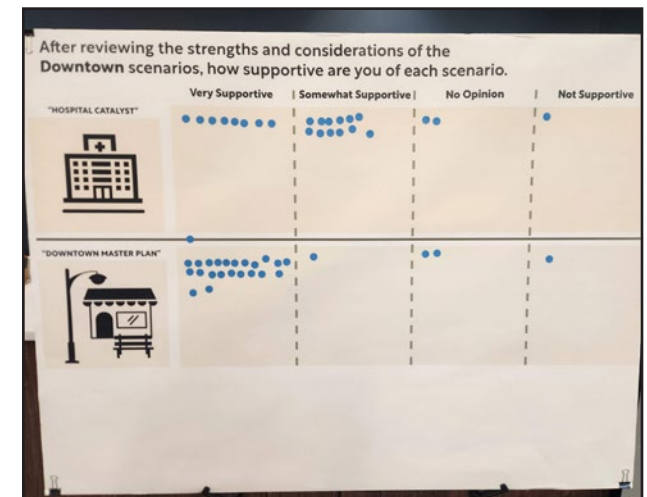 After reviewing the strengths and considerations of the
Downtown scenarios, how supportive are you of each scenario.
Very Supportive | Somewhat Supportive | No Opinion | Not Supportive
"HOSPITAL CATALYST"
"DOWNTOWN MASTER PLAN"